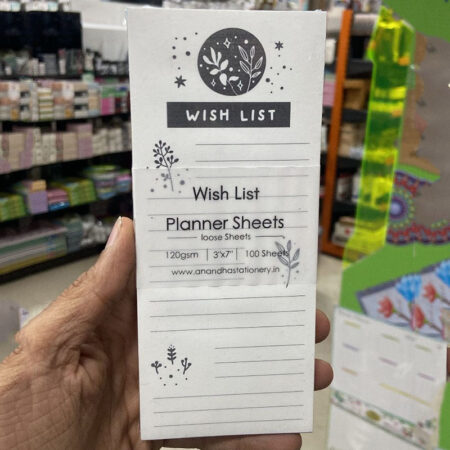 WISH LIST
Wish List
Planner Sheets
loose Sheets
120gsm | 3"x7" | 100 Sheets
www.anandhastationery.in